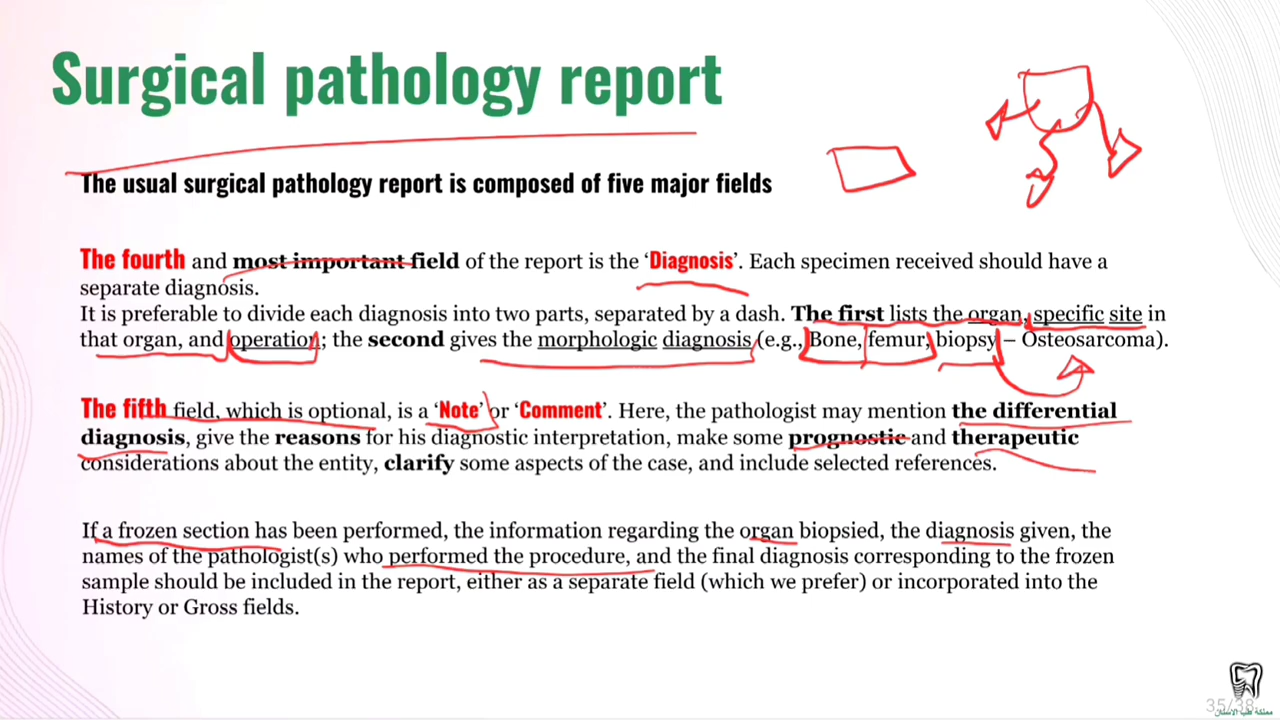 Surgical pathology report
The usual surgical pathology report is composed of five major fields
The fourth and most important field of the report is the ‘Diagnosis’. Each specimen received should have a
separate diagnosis.
It is preferable to divide each diagnosis into two parts, separated by a dash. The first lists the organ, specific site in
that organ, and operation; the second gives the morphologic diagnosis (e.g., Bone, femur, biopsy – Osteosarcoma).
The fifth field, which is optional, is a ‘Note’ or ‘Comment’. Here, the pathologist may mention the differential
diagnosis, give the reasons for his diagnostic interpretation, make some prognostic and therapeutic
considerations about the entity, clarify some aspects of the case, and include selected references.
If a frozen section has been performed, the information regarding the organ biopsied, the diagnosis given, the
names of the pathologist(s) who performed the procedure, and the final diagnosis corresponding to the frozen
sample should be included in the report, either as a separate field (which we prefer) or incorporated into the
History or Gross fields.
35/38
مملكة طب الاسنان